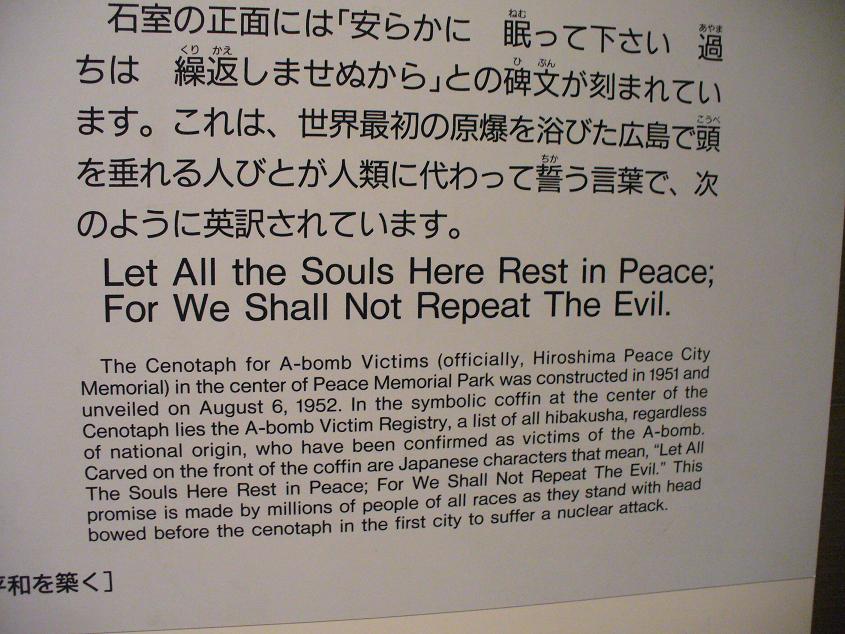 石室の正面には「安らかに　眠って下さい　過
ちは　繰返しませぬから」との碑文が刻まれてい
ます。これは、世界最初の原爆を浴びた広島で頭
を垂れる人びとが人類に代わって誓う言葉で、次
のように英訳されています。
Let All the Souls Here Rest in Peace;
For We Shall Not Repeat The Evil.
The Cenotaph for A-bomb Victims (officially, Hiroshima Peace City
Memorial) in the center of Peace Memorial Park was constructed in 1951 and
unveiled on August 6, 1952. In the symbolic coffin at the center of the
Cenotaph lies the A-bomb Victim Registry, a list of all hibakusha, regardless
of national origin, who have been confirmed as victims of the A-bomb.
Carved on the front of the coffin are Japanese characters that mean, “Let All
The Souls Here Rest in Peace; For We Shall Not Repeat The Evil.” This
promise is made by millions of people of all races as they stand with head
bowed before the cenotaph in the first city to suffer a nuclear attack.
平和を築く］